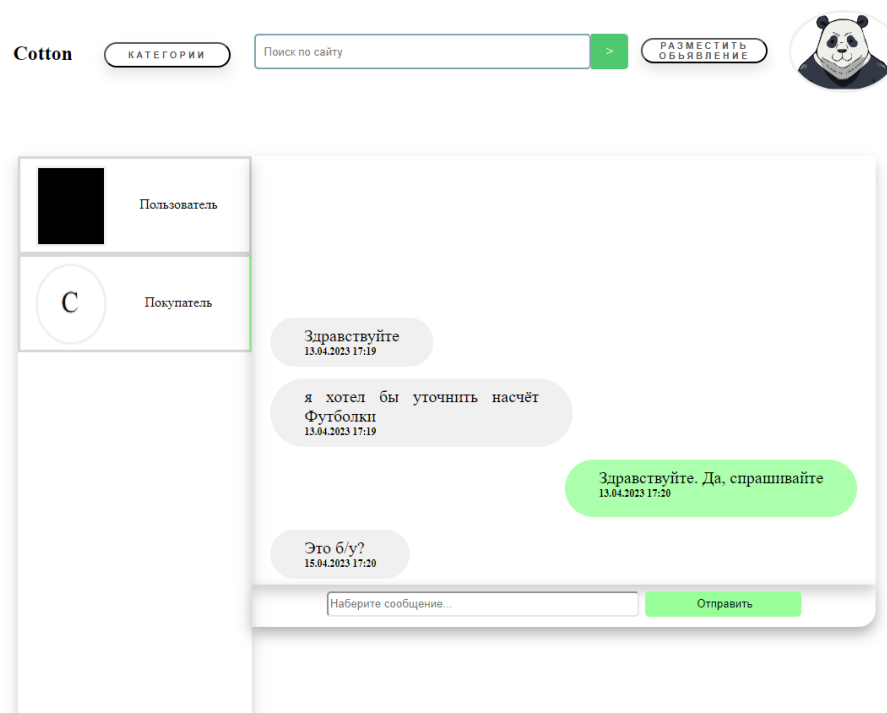 Cotton
КАТЕГОРИИ
Поиск по сайту
>
РАЗМЕСТИТЬ
ОБЬЯВЛЕНИЕ
Пользователь
C
Покупатель
Здравствуйте
13.04.2023 17:19
я хотел бы уточнить насчёт
Футболки
13.04.2023 17:19
Здравствуйте. Да, спрашивайте
13.04.2023 17:20
Это б/у?
15.04.2023 17:20
Наберите сообщение...
Отправить